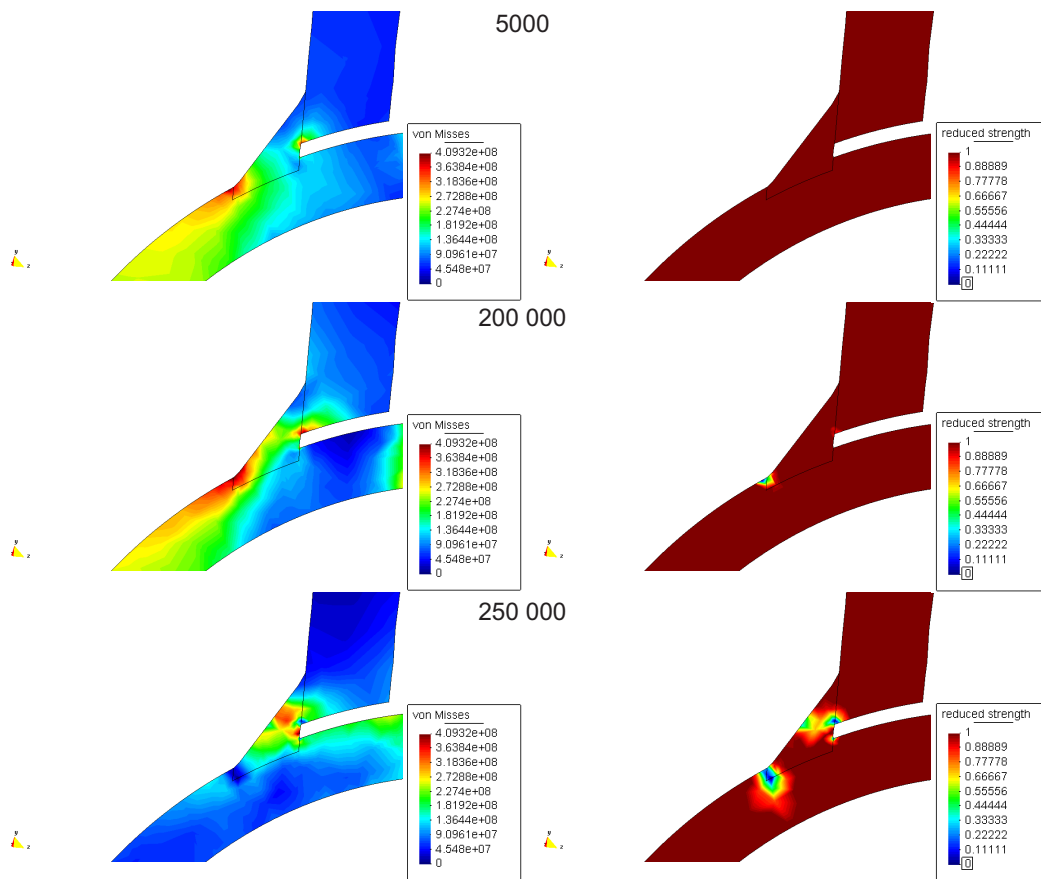 5000
von Misses
4.0932e+08
3.6384e+08
3.1836e+08
2.7288e+08
2.274e+08
1.8192e+08
1.3644e+08
9.0961e+07
4.548e+07
0
y
z
reduced strength
1
0.88889
0.77778
0.66667
0.55556
0.44444
0.33333
0.22222
0.11111
0
y
z
200 000
von Misses
4.0932e+08
3.6384e+08
3.1836e+08
2.7288e+08
2.274e+08
1.8192e+08
1.3644e+08
9.0961e+07
4.548e+07
0
y
z
reduced strength
1
0.88889
0.77778
0.66667
0.55556
0.44444
0.33333
0.22222
0.11111
0
y
z
250 000
von Misses
4.0932e+08
3.6384e+08
3.1836e+08
2.7288e+08
2.274e+08
1.8192e+08
1.3644e+08
9.0961e+07
4.548e+07
0
y
z
reduced strength
1
0.88889
0.77778
0.66667
0.55556
0.44444
0.33333
0.22222
0.11111
0
y
z